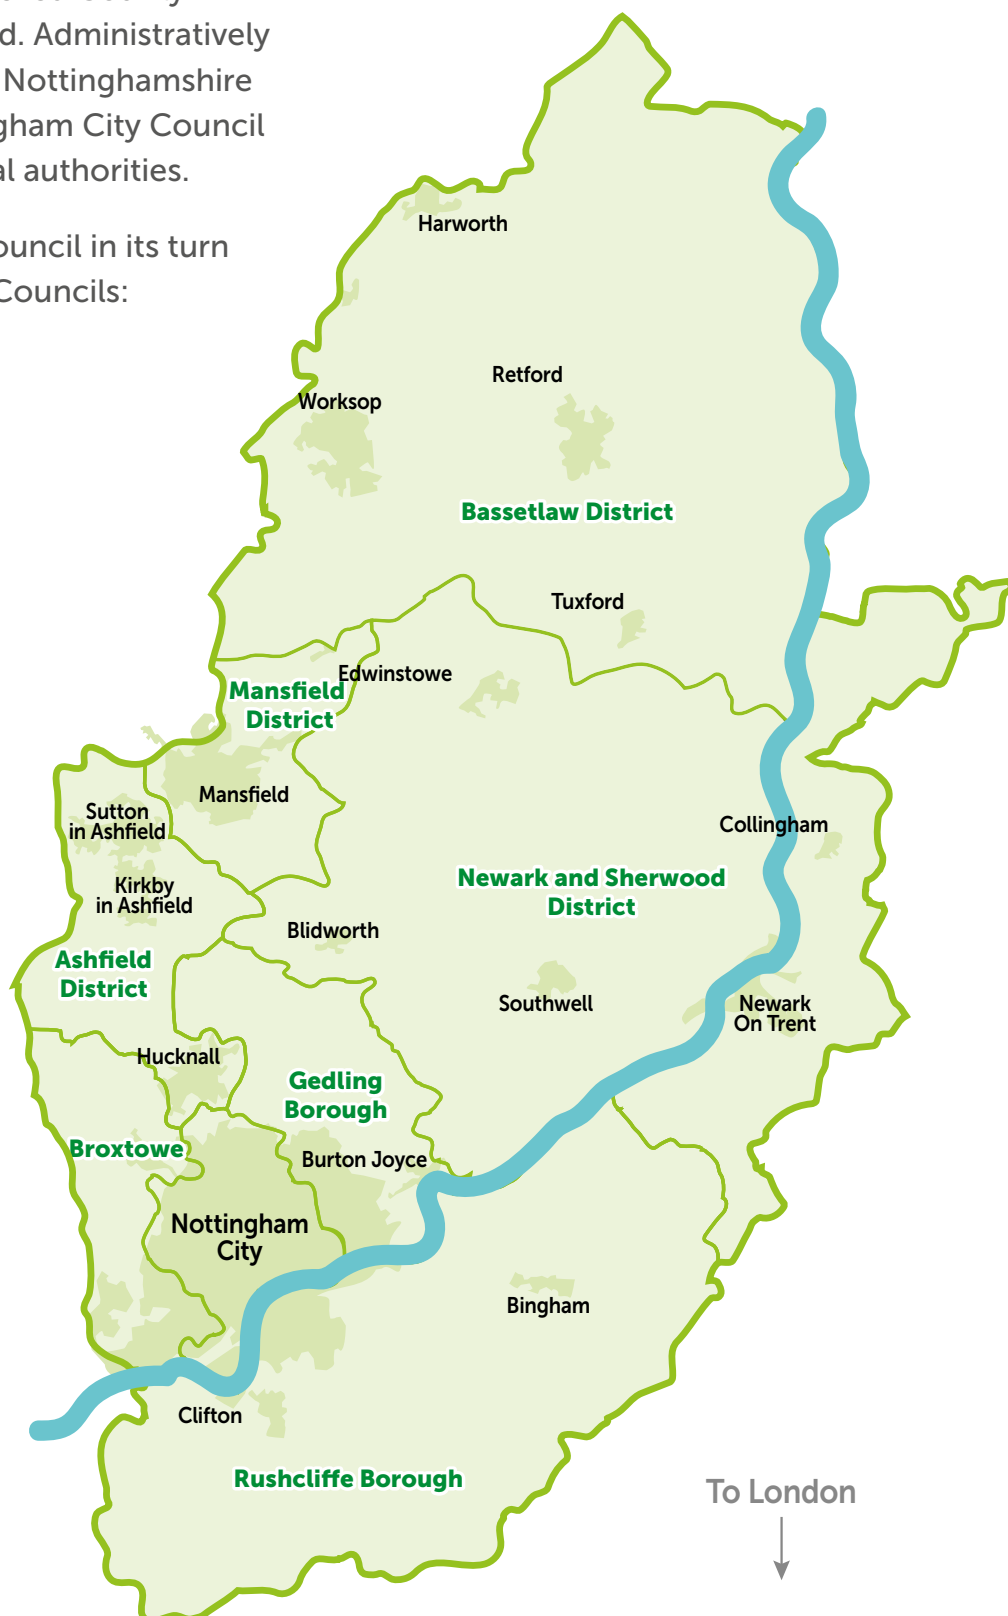 d. Administratively
Nottinghamshire
gham City Council
al authorities.
ouncil in its turn
Councils:
Harworth
Retford
Worksop
Bassetlaw District
Tuxford
Edwinstowe
Mansfield
District
Mansfield
Sutton
in Ashfield
Collingham
Kirkby
in Ashfield
Newark and Sherwood
District
Blidworth
Ashfield
District
Southwell
Newark
On Trent
Hucknall
Gedling
Borough
Broxtowe
Burton Joyce
Nottingham
City
Bingham
Clifton
Rushcliffe Borough
To London